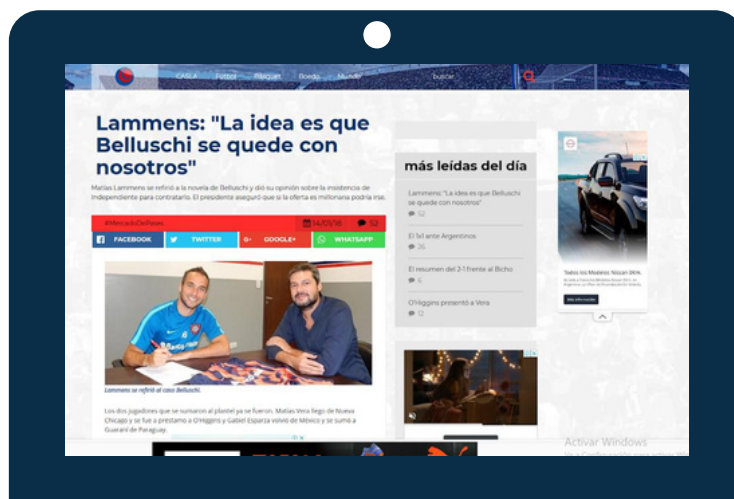 CASLA Fútbol Básquet Boedo Mundo buscar
Lammens: "La idea es que
Belluschi se quede con
nosotros"
Matías Lammens se refirió a la novela de Belluschi y dió su opinión sobre la insistencia de
Independiente para contratarlo. El presidente aseguró que si la oferta es millonaria podría irse.
#MercadoDePases 14/01/18 52
FACEBOOK TWITTER GOOGLE+ WHATSAPP
Lammens se refirió al caso Belluschi.
Los dos jugadores que se sumaron al plastel ya se fueron. Matías Vera llego de Nueva
Chicago y se fue a préstamo a O'Higgins y Gabiel Esparza volvió de México y se sumó a
Guaraní de Paraguay.
más leídas del día
Lammens: "La idea es que Belluschi
se quede con nosotros"
52
El 1x1 ante Argentinos
26
El resumen del 2-1 frente al Bicho
6
O'Higgins presentó a Vera
12
Todos los Modelos Nissan 0Km.
Activar Windows